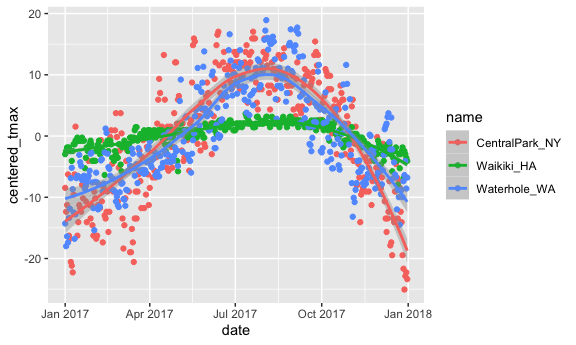 20
10
0
-10
-20
centered_tmax
Jan 2017
Apr 2017
Jul 2017
Oct 2017
Jan 2018
date
name
CentralPark_NY
Waikiki_HA
Waterhole_WA